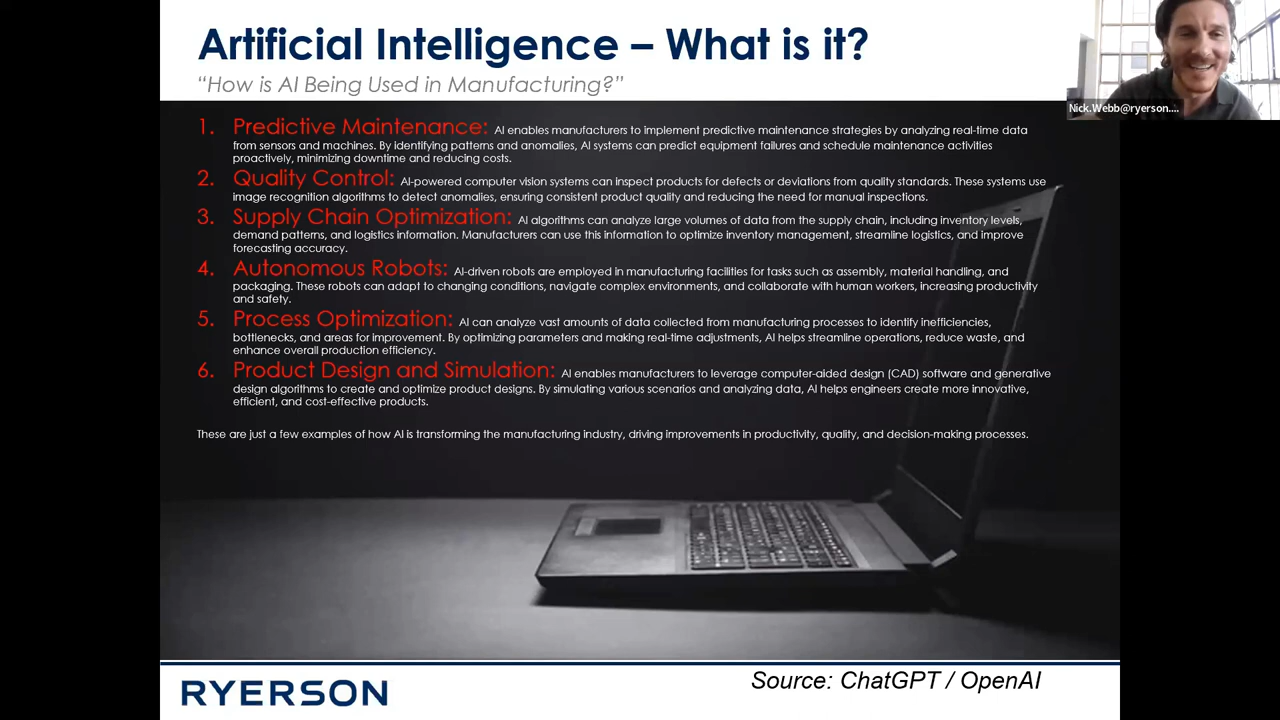 Artificial Intelligence – What is it?
“How is AI Being Used in Manufacturing?”
Nick.Webb@ryerson....
1. Predictive Maintenance: AI enables manufacturers to implement predictive maintenance strategies by analyzing real-time data
from sensors and machines. By identifying patterns and anomalies, AI systems can predict equipment failures and schedule maintenance activities
proactively, minimizing downtime and reducing costs.
2. Quality Control: AI-powered computer vision systems can inspect products for defects or deviations from quality standards. These systems use
image recognition algorithms to detect anomalies, ensuring consistent product quality and reducing the need for manual inspections.
3. Supply Chain Optimization: AI algorithms can analyze large volumes of data from the supply chain, including inventory levels,
demand patterns, and logistics information. Manufacturers can use this information to optimize inventory management, streamline logistics, and improve
forecasting accuracy.
4. Autonomous Robots: AI-driven robots are employed in manufacturing facilities for tasks such as assembly, material handling, and
packaging. These robots can adapt to changing conditions, navigate complex environments, and collaborate with human workers, increasing productivity
and safety.
5. Process Optimization: AI can analyze vast amounts of data collected from manufacturing processes to identify inefficiencies,
bottlenecks, and areas for improvement. By optimizing parameters and making real-time adjustments, AI helps streamline operations, reduce waste, and
enhance overall production efficiency.
6. Product Design and Simulation: AI enables manufacturers to leverage computer-aided design (CAD) software and generative
design algorithms to create and optimize product designs. By simulating various scenarios and analyzing data, AI helps engineers create more innovative,
efficient, and cost-effective products.
These are just a few examples of how AI is transforming the manufacturing industry, driving improvements in productivity, quality, and decision-making processes.
RYERSON
Source: ChatGPT / OpenAI